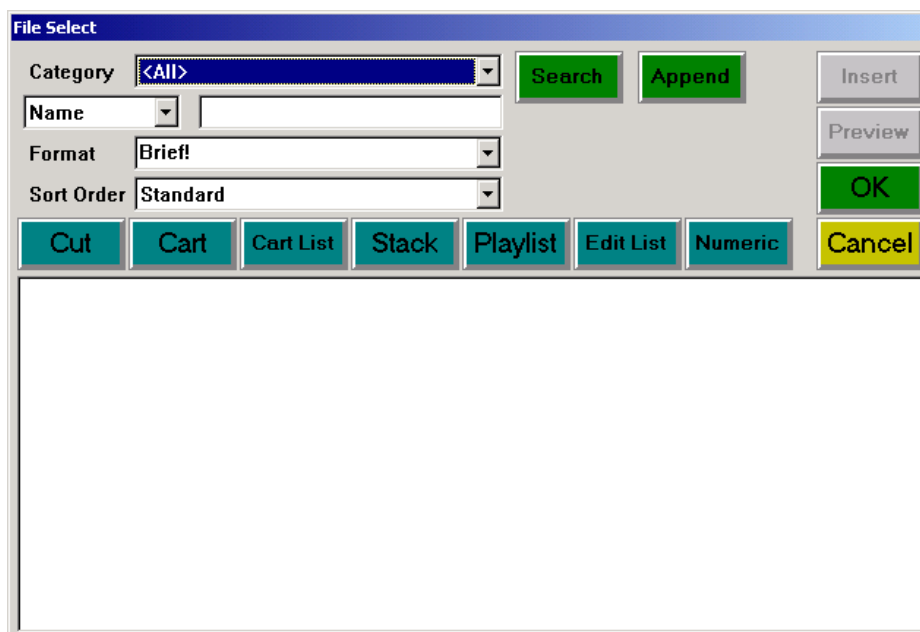 File Select
Category <All> Search Append Insert
Name Preview
Format Brief!
Sort Order Standard OK
Cut Cart Cart List Stack Playlist Edit List Numeric Cancel